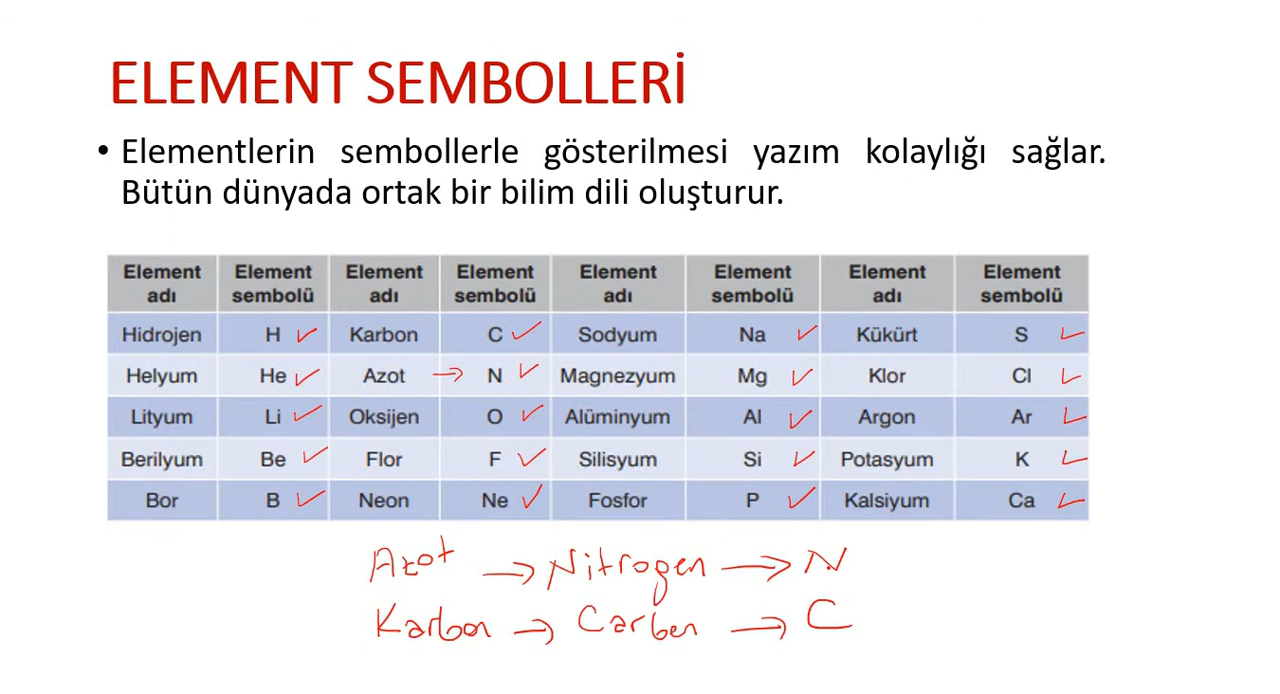 ELEMENT SEMBOLLERİ
• Elementlerin sembollerle gösterilmesi yazım kolaylığı sağlar.
Bütün dünyada ortak bir bilim dili oluşturur.
Element adı Element sembolü Element adı Element sembolü Element adı Element sembolü Element adı Element sembolü
Hidrojen H Karbon C Sodyum Na Kükürt S
Helyum He Azot → N Magnezyum Mg Klor Cl
Lityum Li Oksijen O Alüminyum Al Argon Ar
Berilyum Be Flor F Silisyum Si Potasyum K
Bor B Neon Ne Fosfor P Kalsiyum Ca
Azot → Nitrogen → N
Karbon → Carben → C